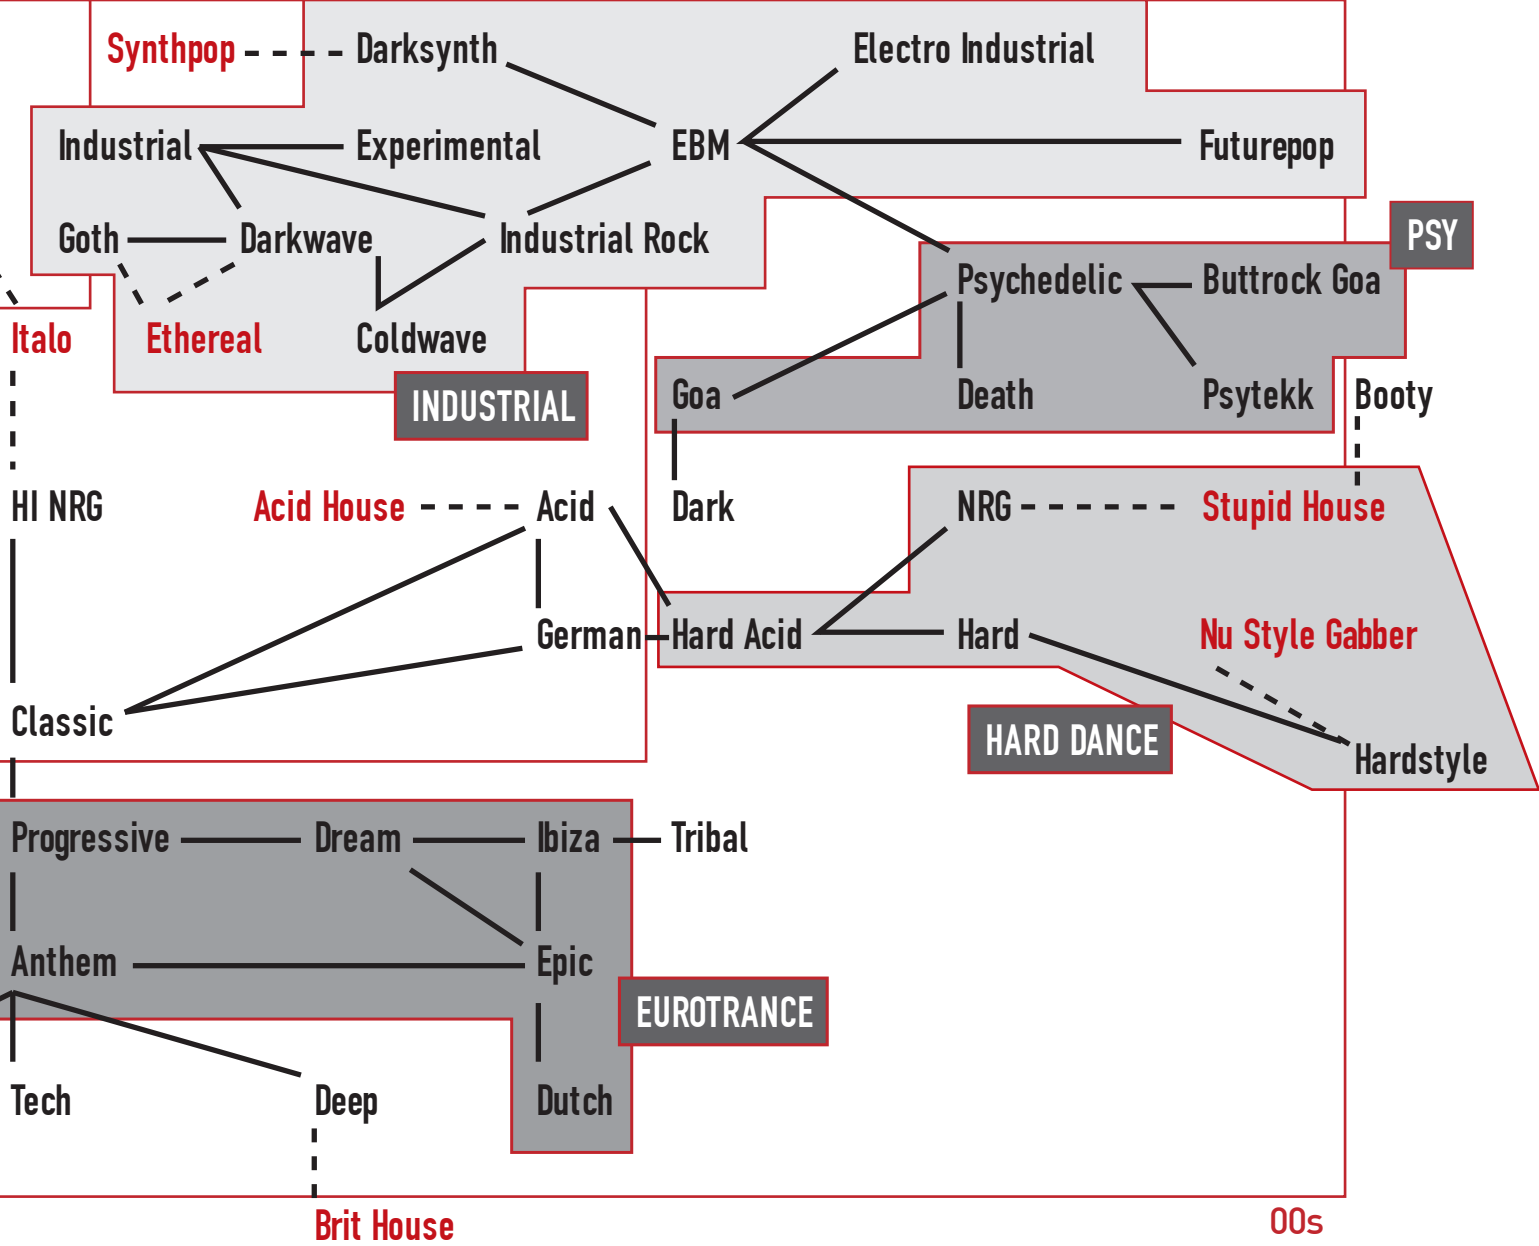 Synthpop
Darksynth
Electro Industrial
Industrial
Experimental
EBM
Futurepop
Goth
Darkwave
Industrial Rock
PSY
Psychedelic
Buttrock Goa
Italo
Ethereal
Coldwave
INDUSTRIAL
Goa
Death
Psytekk
Booty
HI NRG
Acid House
Acid
Dark
NRG
Stupid House
German
Hard Acid
Hard
Nu Style Gabber
Classic
HARD DANCE
Hardstyle
Progressive
Dream
Ibiza
Tribal
Anthem
Epic
EUROTRANCE
Tech
Deep
Dutch
Brit House
00s